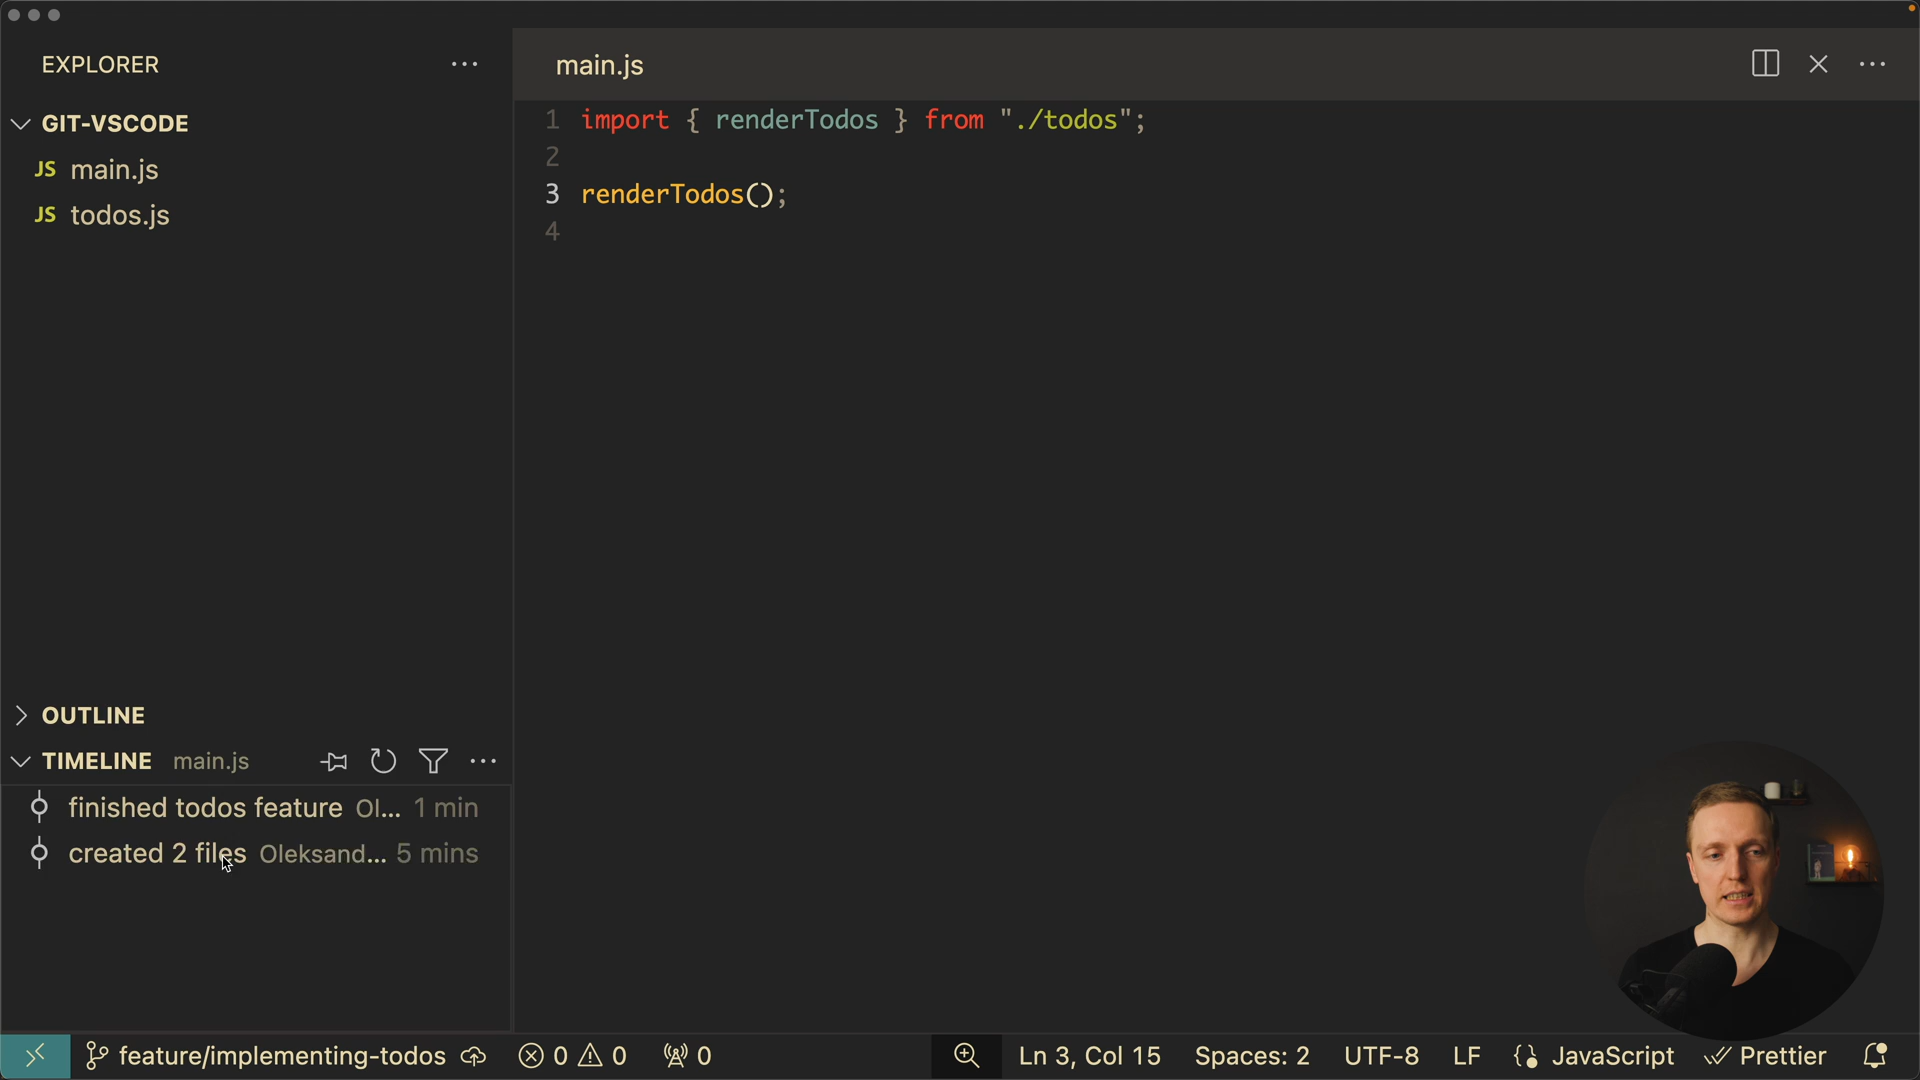 EXPLORER
GIT-VSCODE
JS main.js
JS todos.js
OUTLINE
TIMELINE main.js
finished todos feature Ol... 1 min
created 2 files Oleksand... 5 mins
main.js
1 import { renderTodos } from "./todos";
2
3 renderTodos();
4
feature/implementing-todos 0 0 0 Ln 3, Col 15 Spaces: 2 UTF-8 LF JavaScript Prettier